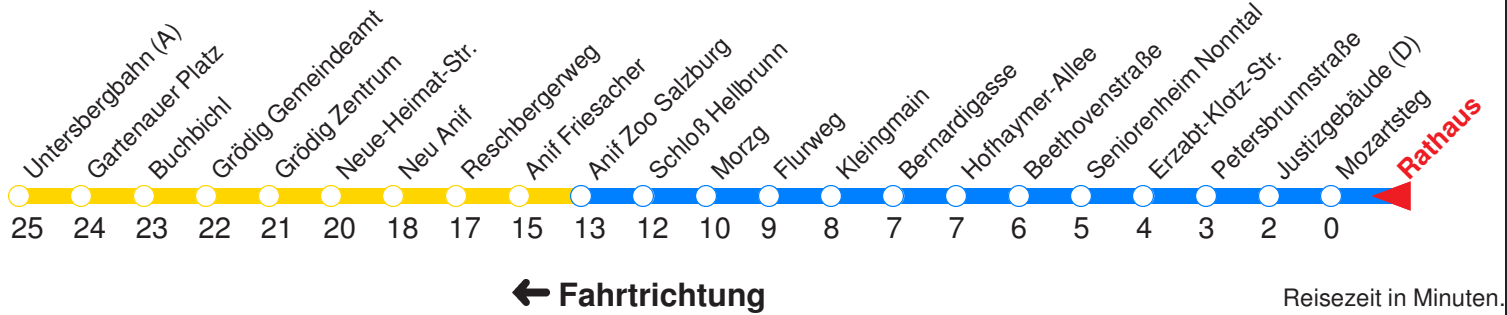 Untersbergbahn (A)
Gartenauer Platz
Buchbichl
Grödig Gemeindeamt
Grödig Zentrum
Neue-Heimat-Str.
Neu Anif
Reschbergerweg
Anif Friesacher
Anif Zoo Salzburg
Schloß Hellbrunn
Morzg
Flurweg
Kleingmain
Bernardigasse
Hofhaymer-Allee
Beethovenstraße
Seniorenheim Nonntal
Erzabt-Klotz-Str.
Petersbrunnstraße
Justizgebäude (D)
Mozartsteg
Rathaus
25 24 23 22 21 20 18 17 15 13 12 10 9 8 7 7 6 5 4 3 2 0
Fahrtrichtung
Reisezeit in Minuten.